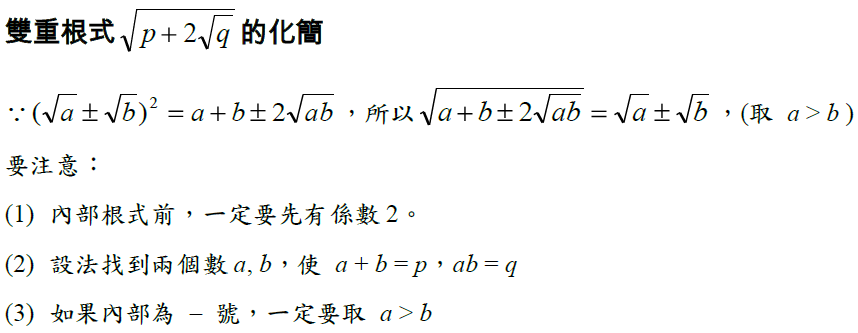 雙重根式 $\sqrt{p+2\sqrt{q}}$ 的化簡
∵ $(\sqrt{a} \pm \sqrt{b})^2 = a+b \pm 2\sqrt{ab}$，所以 $\sqrt{a+b \pm 2\sqrt{ab}} = \sqrt{a} \pm \sqrt{b}$，(取 a > b )
要注意：
(1) 內部根式前，一定要先有係數 2。
(2) 設法找到兩個數 a, b，使 a + b = p，ab = q
(3) 如果內部為 – 號，一定要取 a > b